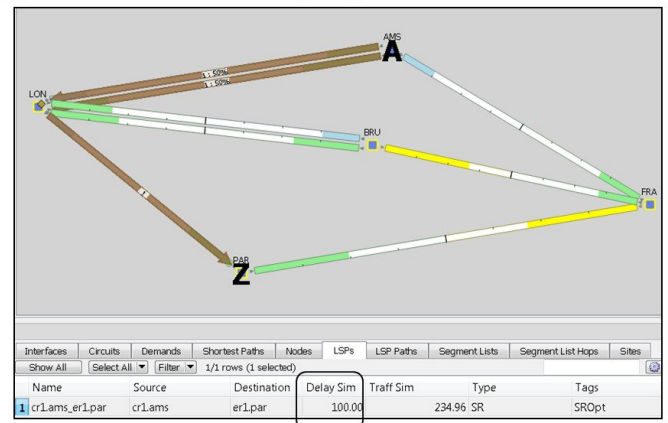 AMS
A
1 : 50%
1 : 50%
LON
BRU
FRA
1
PAR
Z
Interfaces Circuits Demands Shortest Paths Nodes LSPs LSP Paths Segment Lists Segment List Hops Sites
Show All Select All Filter 1/1 rows (1 selected)
Name Source Destination Delay Sim Traff Sim Type Tags
1 cr1.ams_er1.par cr1.ams er1.par 100.00 234.96 SR SROpt